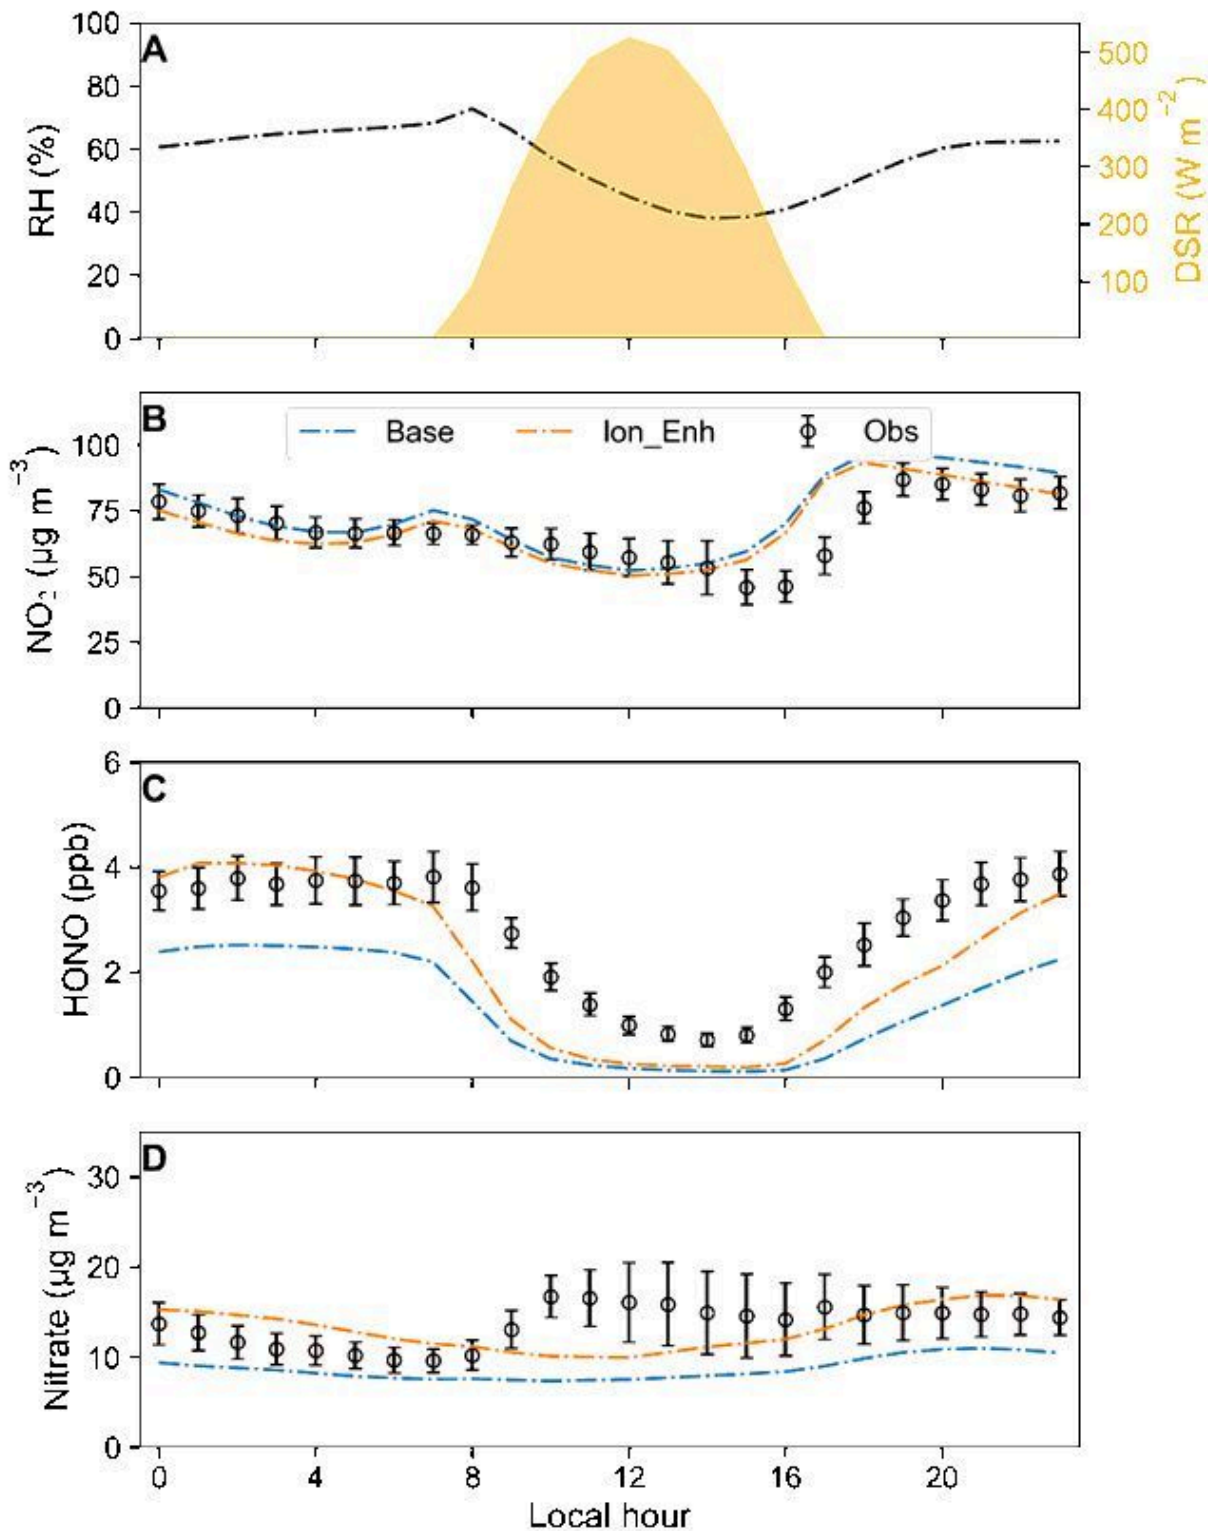 A
RH (%)
100
80
60
40
20
0
500
400
300
200
100
DSR (W m⁻²)
B
Base Ion_Enh Obs
NO₂ (µg m⁻³)
100
75
50
25
0
C
HONO (ppb)
6
4
2
0
D
Nitrate (µg m⁻³)
30
20
10
0
0 4 8 12 16 20
Local hour